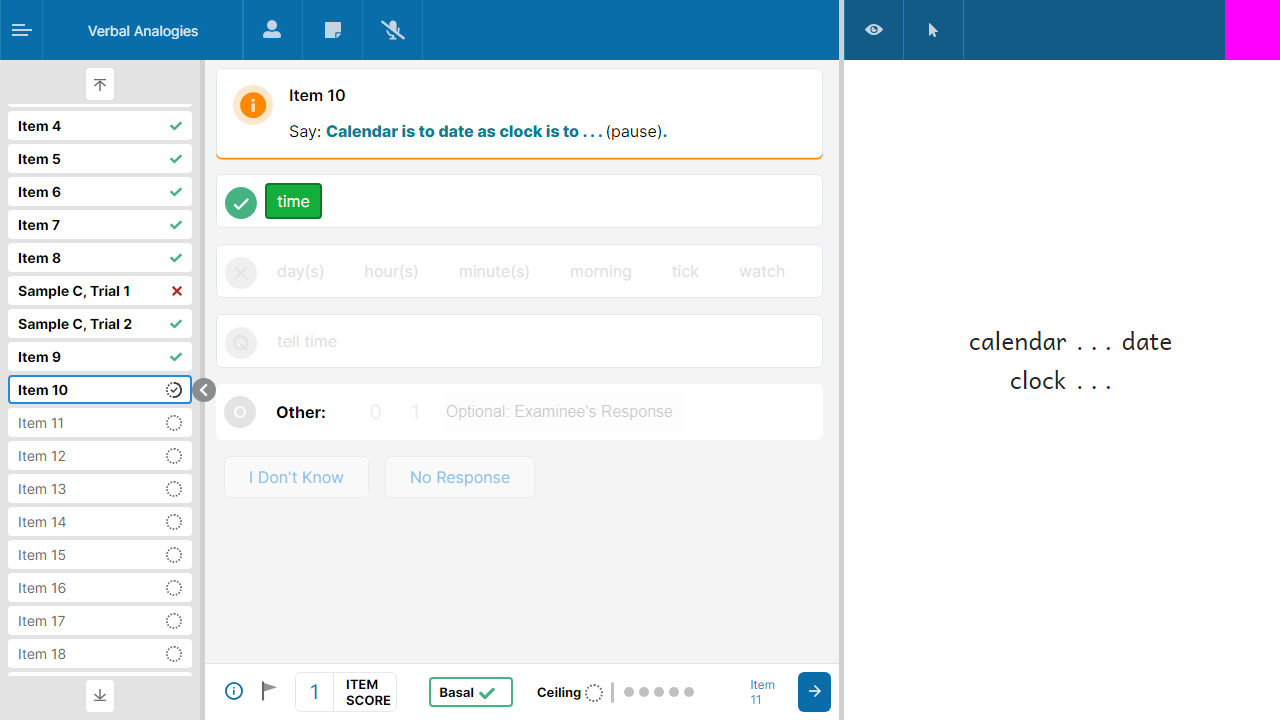 Verbal Analogies
Item 4
Item 5
Item 6
Item 7
Item 8
Sample C, Trial 1
Sample C, Trial 2
Item 9
Item 10
Item 11
Item 12
Item 13
Item 14
Item 15
Item 16
Item 17
Item 18
Item 10
Say: Calendar is to date as clock is to . . . (pause).
time
day(s) hour(s) minute(s) morning tick watch
Q tell time
Other: 0 1 Optional: Examinee's Response
I Don't Know No Response
1 ITEM SCORE
Basal
Ceiling
Item 11
calendar . . . date
clock . . .